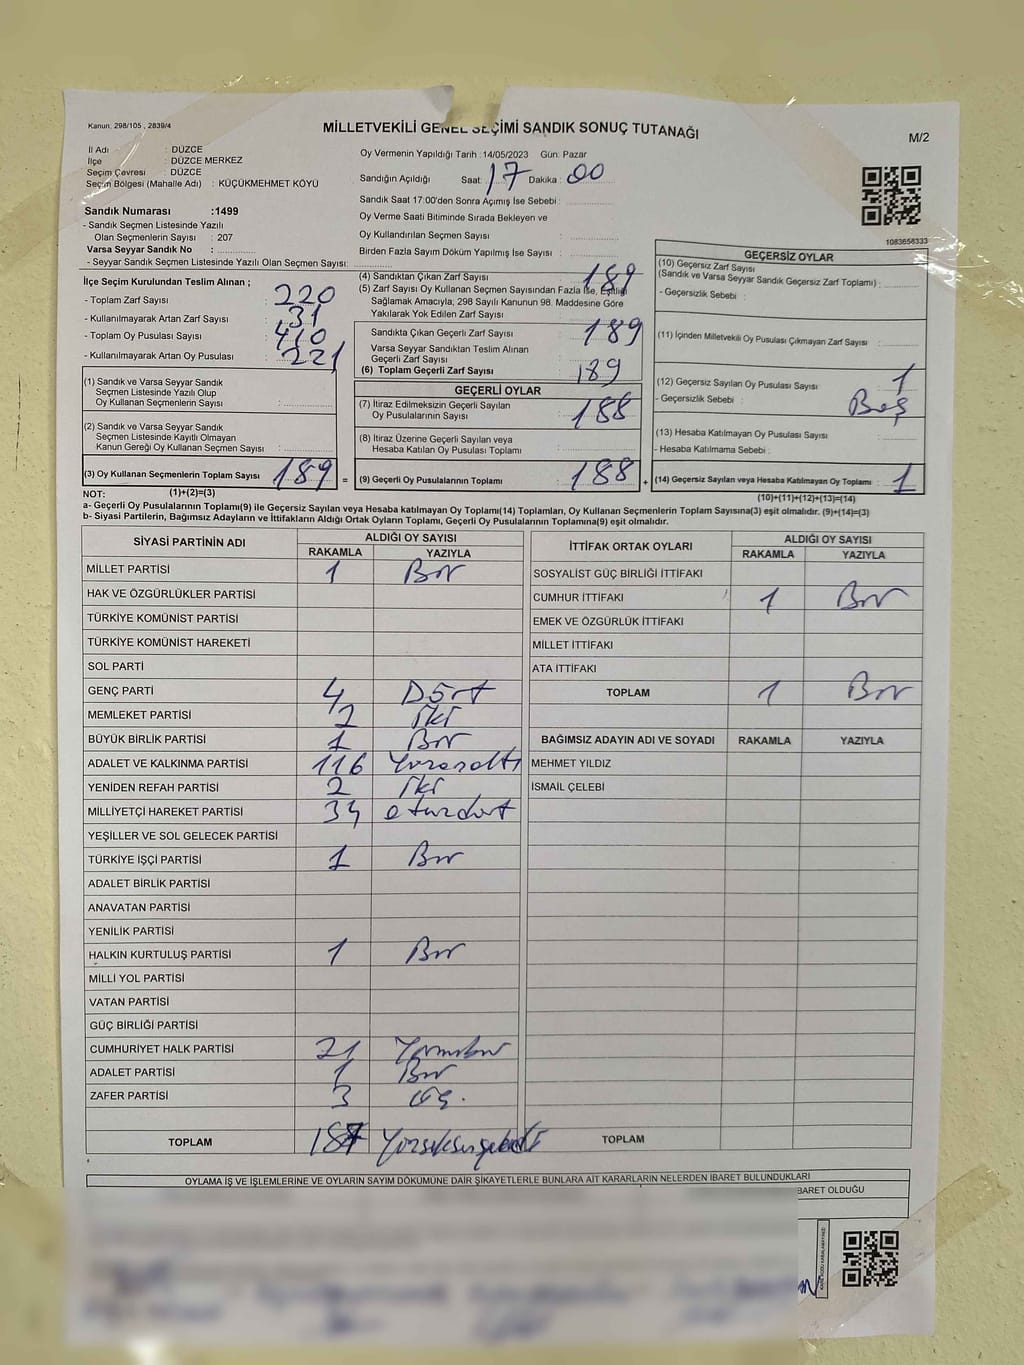 Kanun. 298/105 , 2839/4
MİLLETVEKİLİ GENEL SEÇİMİ SANDIK SONUÇ TUTANAĞI
M/2
İl Adı : DÜZCE
İlçe : DÜZCE MERKEZ
Seçim Çevresi : DÜZCE
Seçim Bölgesi (Mahalle Adı) : KÜÇÜKMEHMET KÖYÜ
Sandık Numarası :1499
- Sandık Seçmen Listesinde Yazılı
Olan Seçmenlerin Sayısı : 207
Varsa Seyyar Sandık No :
- Seyyar Sandık Seçmen Listesinde Yazılı Olan Seçmen Sayısı:
Oy Vermenin Yapıldığı Tarih :14/05/2023 Gün: Pazar
Sandığın Açıldığı Saat: 17 Dakika : 00
Sandık Saat 17:00'den Sonra Açımış İse Sebebi :
Oy Verme Saati Bitiminde Sırada Bekleyen ve
Oy Kullandırılan Seçmen Sayısı :
Birden Fazla Sayım Döküm Yapılmış İse Sayısı :
1083658333
İlçe Seçim Kurulundan Teslim Alınan ;
- Toplam Zarf Sayısı : 220
- Kullanılmayarak Artan Zarf Sayısı : 31
- Toplam Oy Pusulası Sayısı : 410
- Kullanılmayarak Artan Oy Pusulası : 221
(1) Sandık ve Varsa Seyyar Sandık
Seçmen Listesinde Yazılı Olup
Oy Kullanan Seçmenlerin Sayısı :
(2) Sandık ve Varsa Seyyar Sandık
Seçmen Listesinde Kayıtlı Olmayan
Kanun Gereği Oy Kullanan Seçmen Sayısı :
(3) Oy Kullanan Seçmenlerin Toplam Sayısı : 189 =
(4) Sandıktan Çıkan Zarf Sayısı : 189
(5) Zarf Sayısı Oy Kullanan Seçmen Sayısından Fazla İse, Eşitliği
Sağlamak Amacıyla; 298 Sayılı Kanunun 98. Maddesine Göre
Yakılarak Yok Edilen Zarf Sayısı :
Sandıkta Çıkan Geçerli Zarf Sayısı : 189
Varsa Seyyar Sandıktan Teslim Alınan
Geçerli Zarf Sayısı :
(6) Toplam Geçerli Zarf Sayısı : 189
GEÇERLİ OYLAR
(7) İtiraz Edilmeksizin Geçerli Sayılan
Oy Pusulalarının Sayısı : 188
(8) İtiraz Üzerine Geçerli Sayılan veya
Hesaba Katılan Oy Pusulası Toplamı :
(9) Geçerli Oy Pusulalarının Toplamı : 188 +
GEÇERSİZ OYLAR
(10) Geçersiz Zarf Sayısı
(Sandık ve Varsa Seyyar Sandık Geçersiz Zarf Toplamı) :
- Geçersizlik Sebebi :
(11) İçinden Milletvekili Oy Pusulası Çıkmayan Zarf Sayısı :
(12) Geçersiz Sayılan Oy Pusulası Sayısı : 1
- Geçersizlik Sebebi : Boş
(13) Hesaba Katılmayan Oy Pusulası Sayısı :
- Hesaba Katılmama Sebebi :
(14) Geçersiz Sayılan veya Hesaba Katılmayan Oy Toplamı : 1
NOT: (1)+(2)=(3)
(10)+(11)+(12)+(13)=(14)
a- Geçerli Oy Pusulalarının Toplamı(9) ile Geçersiz Sayılan veya Hesaba katılmayan Oy Toplamı(14) Toplamları, Oy Kullanan Seçmenlerin Toplam Sayısına(3) eşit olmalıdır. (9)+(14)=(3)
b- Siyasi Partilerin, Bağımsız Adayların ve İttifakların Aldığı Ortak Oyların Toplamı, Geçerli Oy Pusulalarının Toplamına(9) eşit olmalıdır.
SİYASİ PARTİNİN ADI ALDIĞI OY SAYISI
RAKAMLA YAZIYLA
MİLLET PARTİSİ 1 Bir
HAK VE ÖZGÜRLÜKLER PARTİSİ
TÜRKİYE KOMÜNİST PARTİSİ
TÜRKİYE KOMÜNİST HAREKETİ
SOL PARTİ
GENÇ PARTİ 4 Dört
MEMLEKET PARTİSİ 2 İki
BÜYÜK BİRLİK PARTİSİ 1 Bir
ADALET VE KALKINMA PARTİSİ 116
YENİDEN REFAH PARTİSİ 2 İki
MİLLİYETÇİ HAREKET PARTİSİ 34 otuzdört
YEŞİLLER VE SOL GELECEK PARTİSİ
TÜRKİYE İŞÇİ PARTİSİ 1 Bir
ADALET BİRLİK PARTİSİ
ANAVATAN PARTİSİ
YENİLİK PARTİSİ
HALKIN KURTULUŞ PARTİSİ 1 Bir
MİLLİ YOL PARTİSİ
VATAN PARTİSİ
GÜÇ BİRLİĞİ PARTİSİ
CUMHURİYET HALK PARTİSİ 21 Yirmibir
ADALET PARTİSİ 1 Bir
ZAFER PARTİSİ 3 Üç.
TOPLAM 187
İTTİFAK ORTAK OYLARI ALDIĞI OY SAYISI
RAKAMLA YAZIYLA
SOSYALİST GÜÇ BİRLİĞİ İTTİFAKI
CUMHUR İTTİFAKI 1 Bir
EMEK VE ÖZGÜRLÜK İTTİFAKI
MİLLET İTTİFAKI
ATA İTTİFAKI
TOPLAM 1 Bir
BAĞIMSIZ ADAYIN ADI VE SOYADI RAKAMLA YAZIYLA
MEHMET YILDIZ
İSMAİL ÇELEBİ
TOPLAM
OYLAMA İŞ VE İŞLEMLERİNE VE OYLARIN SAYIM DÖKÜMÜNE DAİR ŞİKAYETLERLE BUNLARA AİT KARARLARIN NELERDEN İBARET BULUNDUKLARI
BARET OLDUĞU